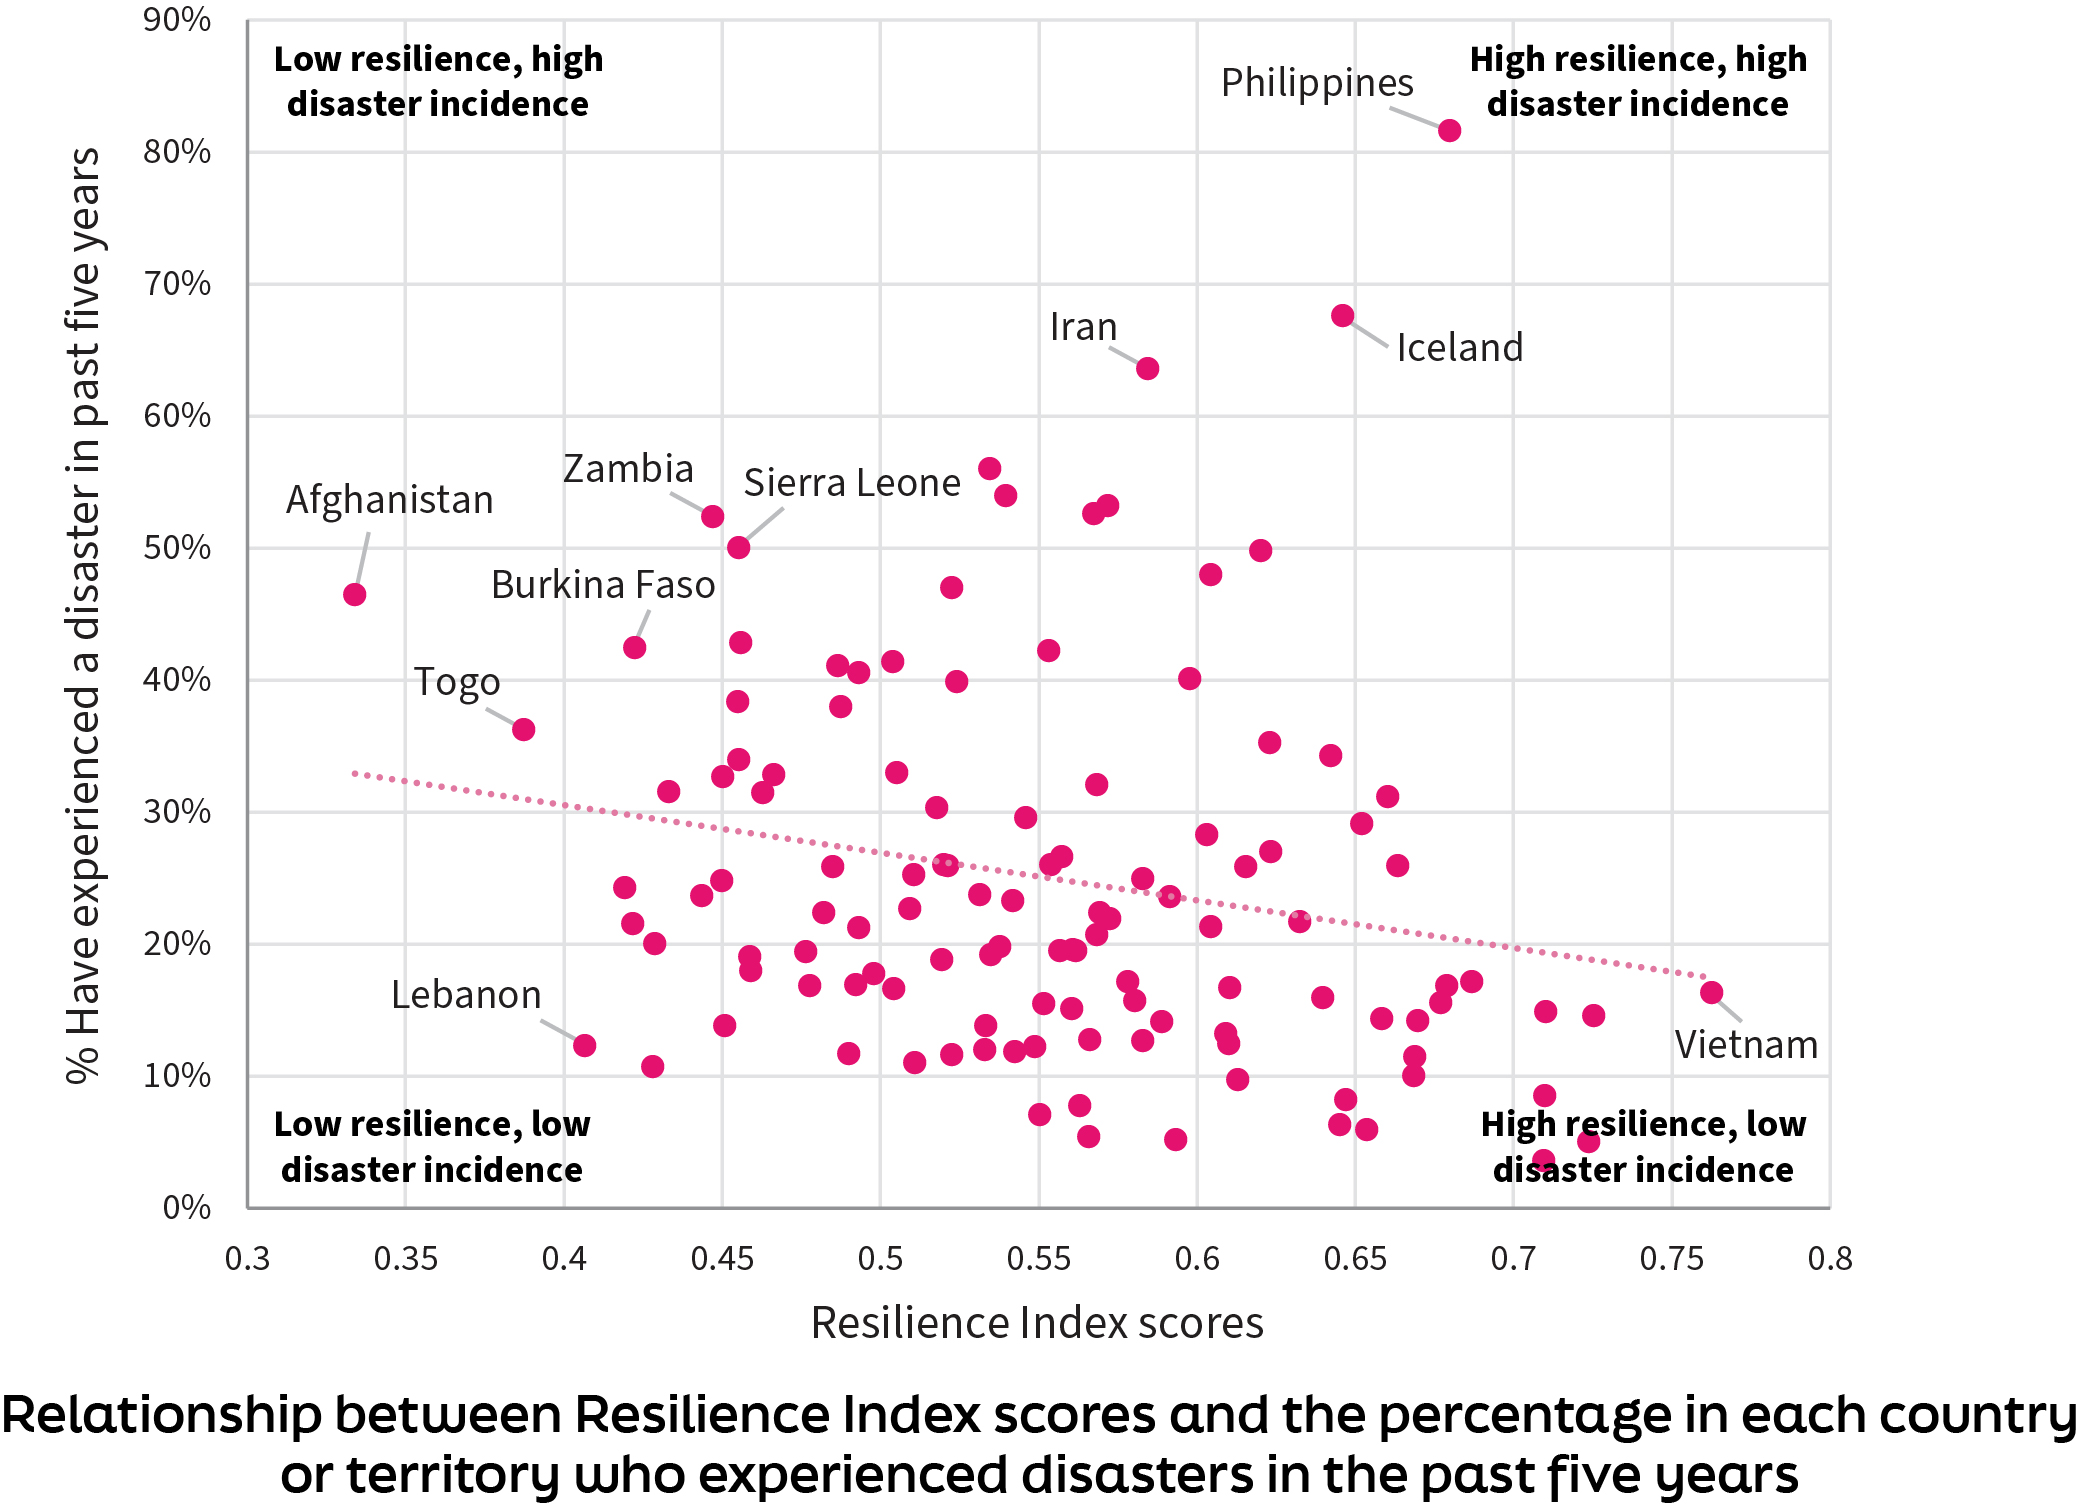 90%
Low resilience, high
disaster incidence
High resilience, high
disaster incidence
Philippines
80%
70%
Iran
Iceland
60%
Zambia
Sierra Leone
Afghanistan
50%
Burkina Faso
40%
Togo
30%
20%
Lebanon
Vietnam
10%
Low resilience, low
disaster incidence
High resilience, low
disaster incidence
0%
% Have experienced a disaster in past five years
0.3 0.35 0.4 0.45 0.5 0.55 0.6 0.65 0.7 0.75 0.8
Resilience Index scores
Relationship between Resilience Index scores and the percentage in each country
or territory who experienced disasters in the past five years